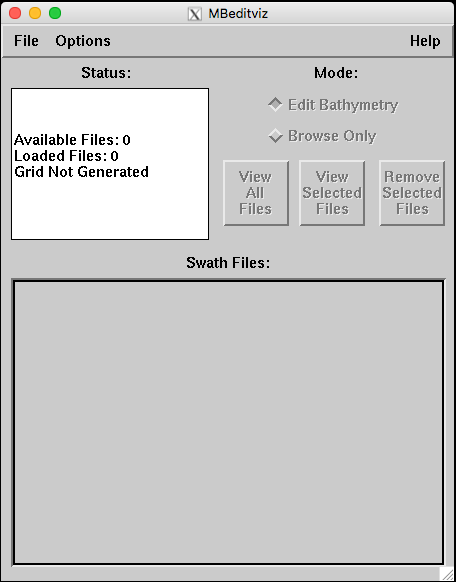 MBeditviz
File Options Help
Status:
Mode:
Available Files: 0
Loaded Files: 0
Grid Not Generated
Edit Bathymetry
Browse Only
View
All
Files
View
Selected
Files
Remove
Selected
Files
Swath Files: